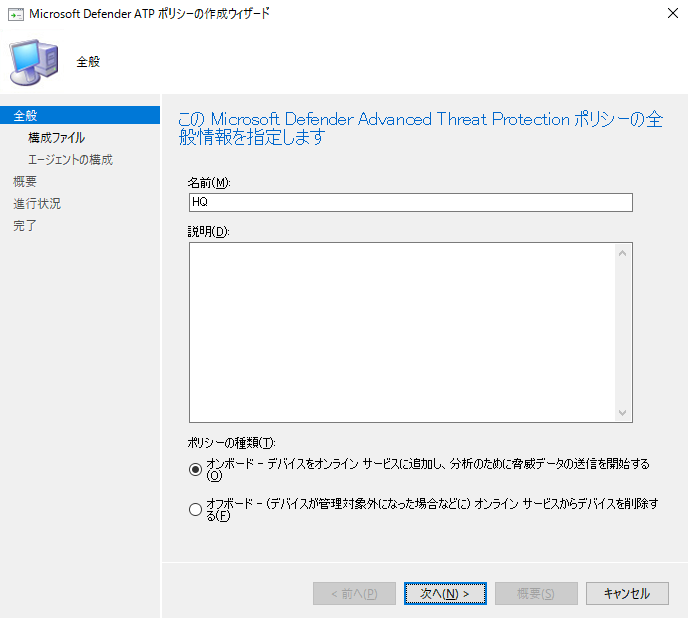 Microsoft Defender ATP ポリシーの作成ウィザード
全般
全般
構成ファイル
エージェントの構成
概要
進行状況
完了
この Microsoft Defender Advanced Threat Protection ポリシーの全
般情報を指定します
名前(M):
HQ
説明(D):
ポリシーの種類(T):
オンボード - デバイスをオンライン サービスに追加し、分析のために脅威データの送信を開始する
(O)
オフボード - (デバイスが管理対象外になった場合などに) オンライン サービスからデバイスを削除す
る(F)
< 前へ(P)
次へ(N) >
概要(S)
キャンセル